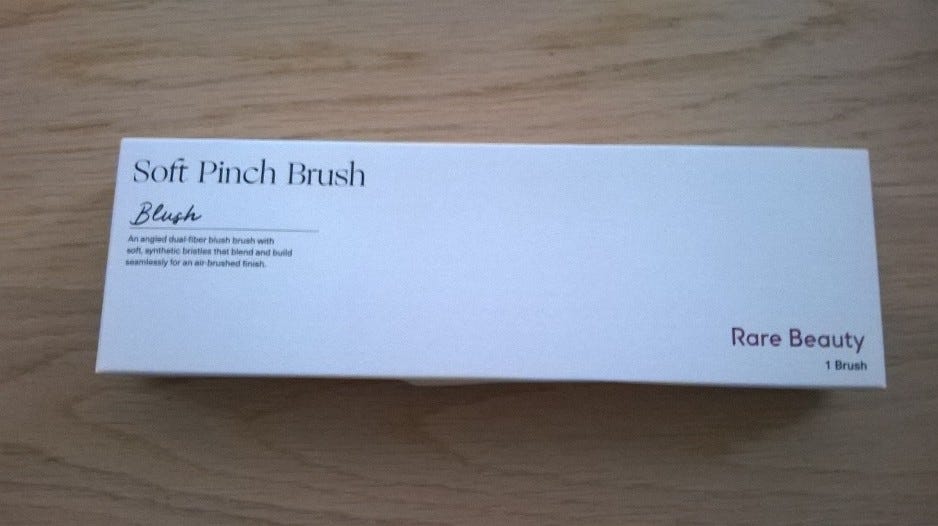 Soft Pinch Brush
Blush
An angled dual-fiber blush brush with
soft, synthetic bristles that blend and build
seamlessly for an air-brushed finish.
Rare Beauty
1 Brush